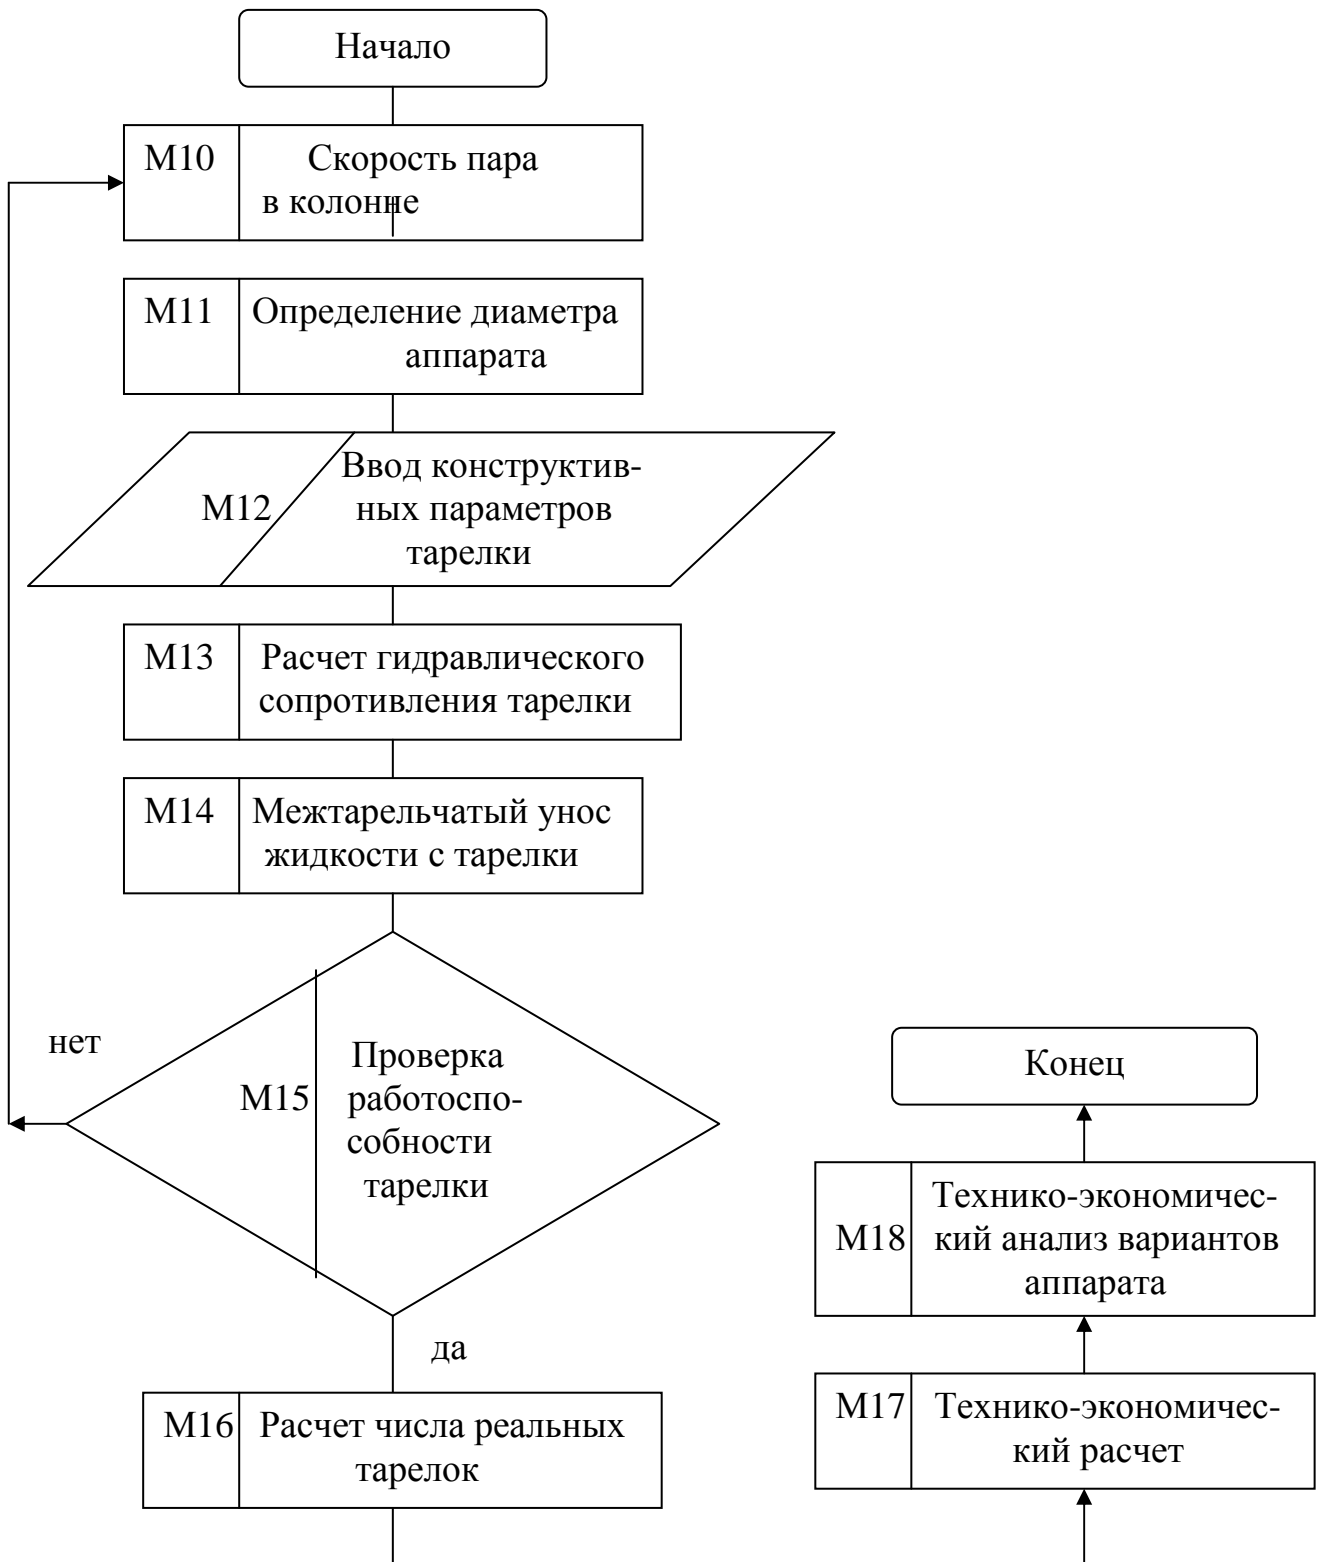 Начало
М10
Скорость пара
в колонне
М11
Определение диаметра
аппарата
М12
Ввод конструктив-
ных параметров
тарелки
М13
Расчет гидравлического
сопротивления тарелки
М14
Межтарельчатый унос
жидкости с тарелки
нет
М15
Проверка
работоспо-
собности
тарелки
да
М16
Расчет числа реальных
тарелок
Конец
М18
Технико-экономичес-
кий анализ вариантов
аппарата
М17
Технико-экономичес-
кий расчет